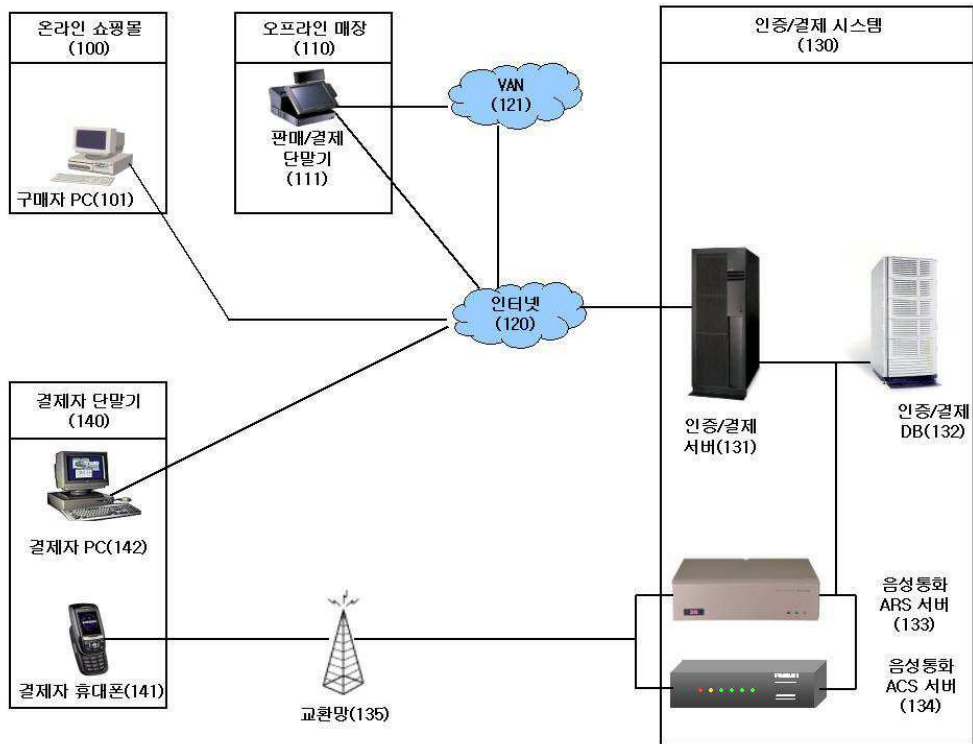 온라인 쇼핑몰
(100)
오프라인 매장
(110)
인증/결제 시스템
(130)
VAN
(121)
판매/결제
단말기
(111)
구매자 PC(101)
인터넷
(120)
인증/결제
서버(131)
인증/결제
DB(132)
결제자 단말기
(140)
결제자 PC(142)
음성통화
ARS 서버
(133)
결제자 휴대폰(141)
교환망(135)
음성통화
ACS 서버
(134)